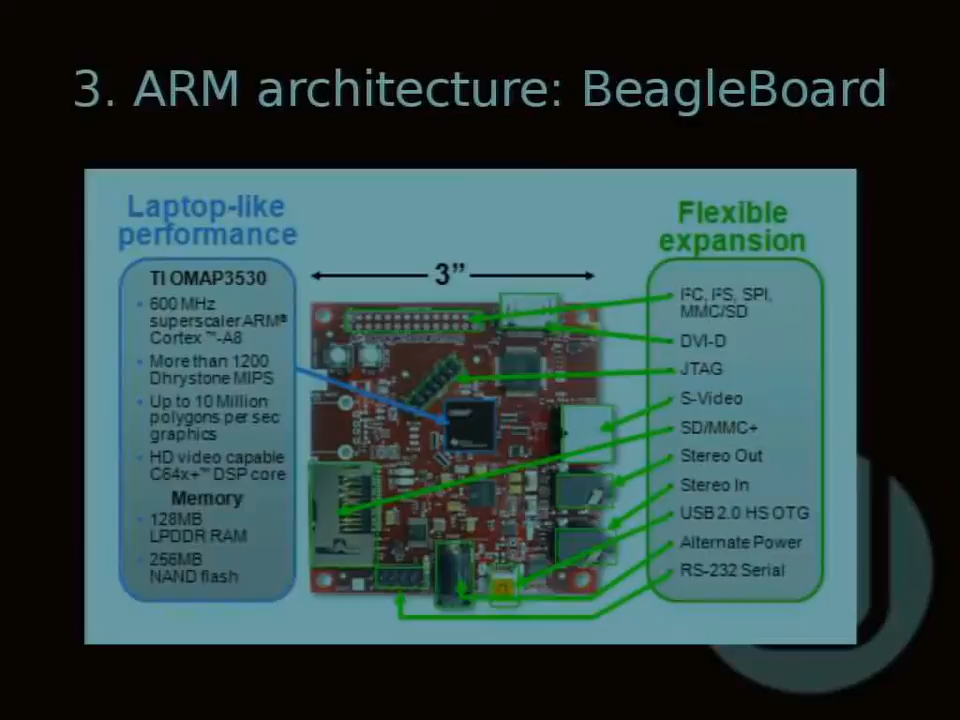 3. ARM architecture: BeagleBoard
Laptop-like
performance
TI OMAP3530
• 600 MHz
superscaler ARM®
Cortex ™-A8
• More than 1200
Dhrystone MIPS
• Up to 10 Million
polygons per sec
graphics
• HD video capable
C64x+™ DSP core
Memory
• 128MB
LPDDR RAM
• 256MB
NAND flash
3”
Flexible
expansion
I²C, I²S, SPI,
MMC/SD
DVI-D
JTAG
S-Video
SD/MMC+
Stereo Out
Stereo In
USB 2.0 HS OTG
Alternate Power
RS-232 Serial